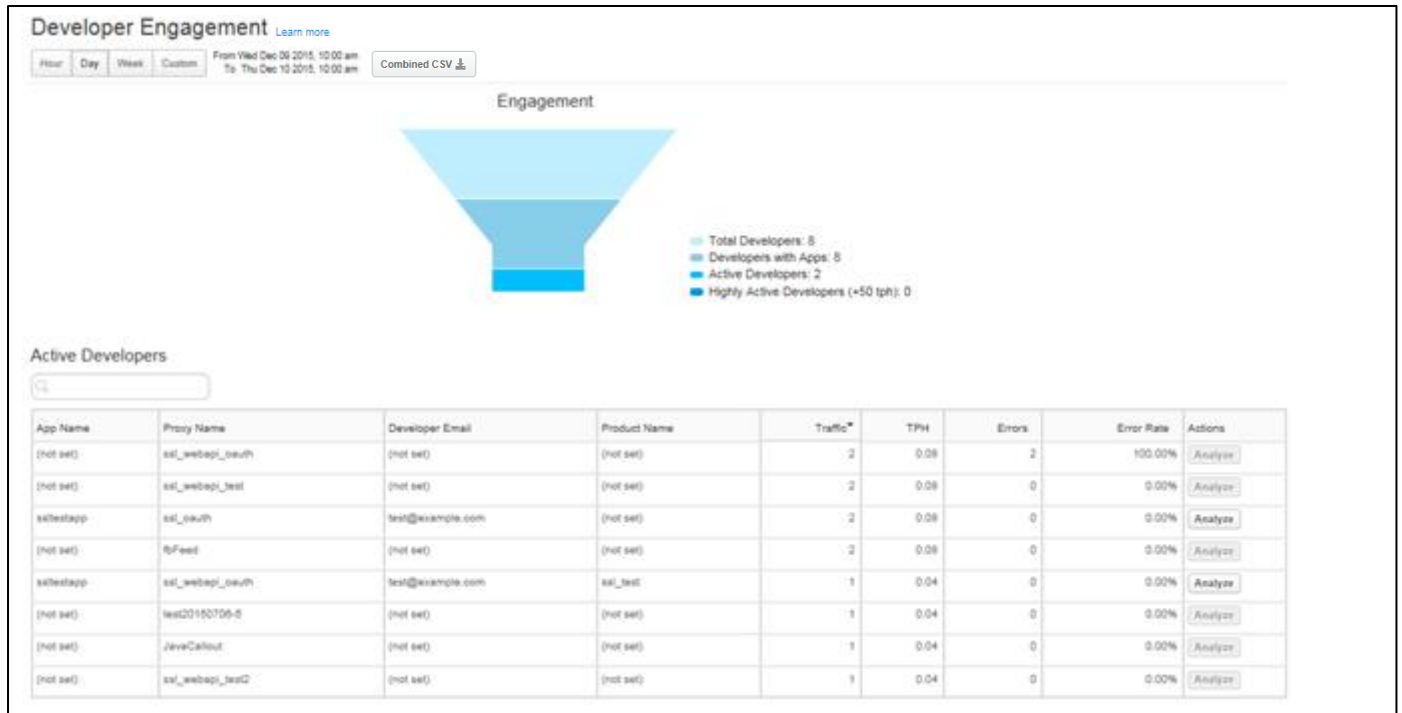 Developer Engagement Learn more
Hour Day Week Custom From Wed Dec 09 2015, 10:00 am
To Thu Dec 10 2015, 10:00 am Combined CSV
Engagement
Total Developers: 8
Developers with Apps: 8
Active Developers: 2
Highly Active Developers (+50 tph): 0
Active Developers
App Name Proxy Name Developer Email Product Name Traffic TPH Errors Error Rate Actions
(not set) ssl_webapi_oauth (not set) (not set) 2 0.08 2 100.00% Analyze
(not set) ssl_webapi_test (not set) (not set) 2 0.08 0 0.00% Analyze
ssltestapp ssl_oauth test@example.com (not set) 2 0.08 0 0.00% Analyze
(not set) fbFeed (not set) (not set) 2 0.08 0 0.00% Analyze
ssltestapp ssl_webapi_oauth test@example.com ssl_test 1 0.04 0 0.00% Analyze
(not set) (not set) (not set) 1 0.04 0 0.00% Analyze
(not set) JavaCallout (not set) (not set) 1 0.04 0 0.00% Analyze
(not set) ssl_webapi_test2 (not set) (not set) 1 0.04 0 0.00% Analyze